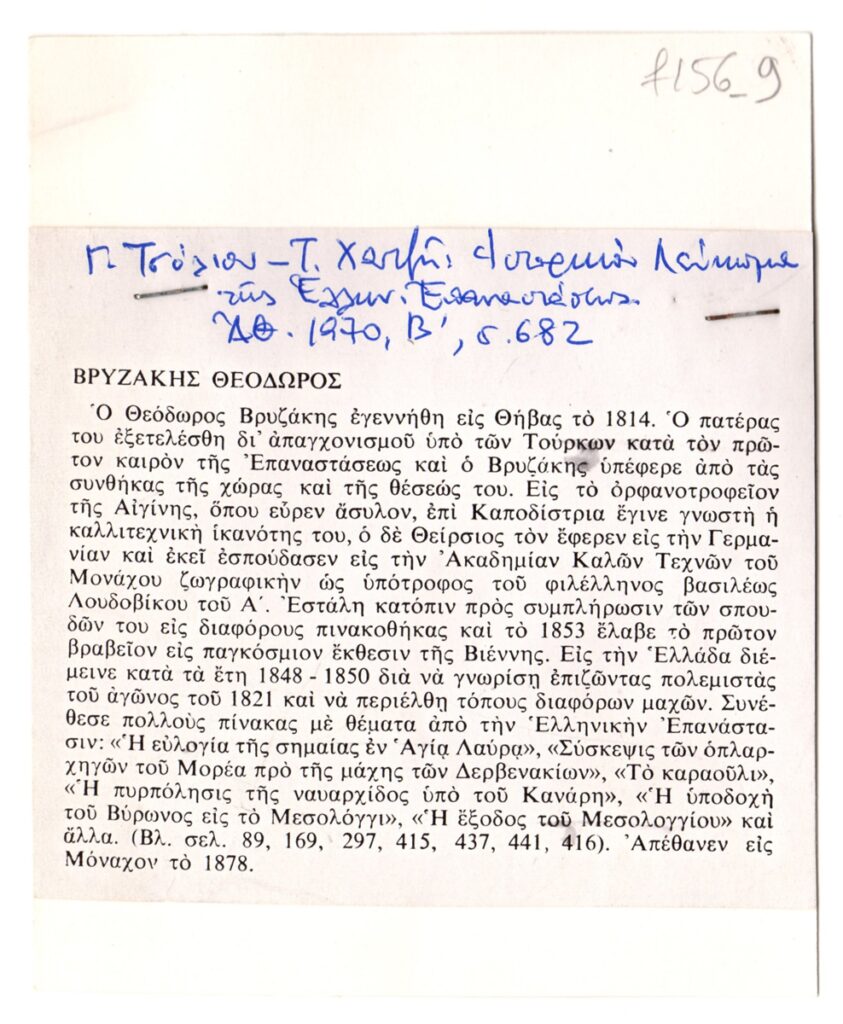 f156_9
Π. Τσόλιου – Τ. Χατζῆ: Ἱστορικὸν Λεύκωμα
τῆς Ἑλλην. Ἐπαναστάσεως
Ἀθ. 1970, Β', σ. 682
ΒΡΥΖΑΚΗΣ ΘΕΟΔΩΡΟΣ
Ὁ Θεόδωρος Βρυζάκης ἐγεννήθη εἰς Θήβας τὸ 1814. Ὁ πατέρας
του ἐξετελέσθη δι' ἀπαγχονισμοῦ ὑπὸ τῶν Τούρκων κατὰ τὸν πρῶ-
τον καιρὸν τῆς Ἐπαναστάσεως καὶ ὁ Βρυζάκης ὑπέφερε ἀπὸ τὰς
συνθήκας τῆς χώρας καὶ τῆς θέσεώς του. Εἰς τὸ ὀρφανοτροφεῖον
τῆς Αἰγίνης, ὅπου εὗρεν ἄσυλον, ἐπὶ Καποδίστρια ἔγινε γνωστὴ ἡ
καλλιτεχνικὴ ἱκανότης του, ὁ δὲ Θείρσιος τὸν ἔφερεν εἰς τὴν Γερμα-
νίαν καὶ ἐκεῖ ἐσπούδασεν εἰς τὴν Ἀκαδημίαν Καλῶν Τεχνῶν τοῦ
Μονάχου ζωγραφικὴν ὡς ὑπότροφος τοῦ φιλέλληνος βασιλέως
Λουδοβίκου τοῦ Α΄. Ἐστάλη κατόπιν πρὸς συμπλήρωσιν τῶν σπου-
δῶν του εἰς διαφόρους πινακοθήκας καὶ τὸ 1853 ἔλαβε τὸ πρῶτον
βραβεῖον εἰς παγκόσμιον ἔκθεσιν τῆς Βιέννης. Εἰς τὴν Ἑλλάδα διέ-
μεινε κατὰ τὰ ἔτη 1848 - 1850 διὰ νὰ γνωρίσῃ ἐπιζῶντας πολεμιστὰς
τοῦ ἀγῶνος τοῦ 1821 καὶ νὰ περιέλθη τόπους διαφόρων μαχῶν. Συνέ-
θεσε πολλοὺς πίνακας μὲ θέματα ἀπὸ τὴν Ἑλληνικὴν Ἐπανάστα-
σιν: «Ἡ εὐλογία τῆς σημαίας ἐν Ἁγίᾳ Λαύρᾳ», «Σύσκεψις τῶν ὁπλαρ-
χηγῶν τοῦ Μορέα πρὸ τῆς μάχης τῶν Δερβενακίων», «Τὸ καραοῦλι»,
«Ἡ πυρπόλησις τῆς ναυαρχίδος ὑπὸ τοῦ Κανάρη», «Ἡ ὑποδοχὴ
τοῦ Βύρωνος εἰς τὸ Μεσολόγγι», «Ἡ ἔξοδος τοῦ Μεσολογγίου» καὶ
ἄλλα. (Βλ. σελ. 89, 169, 297, 415, 437, 441, 416). Ἀπέθανεν εἰς
Μόναχον τὸ 1878.